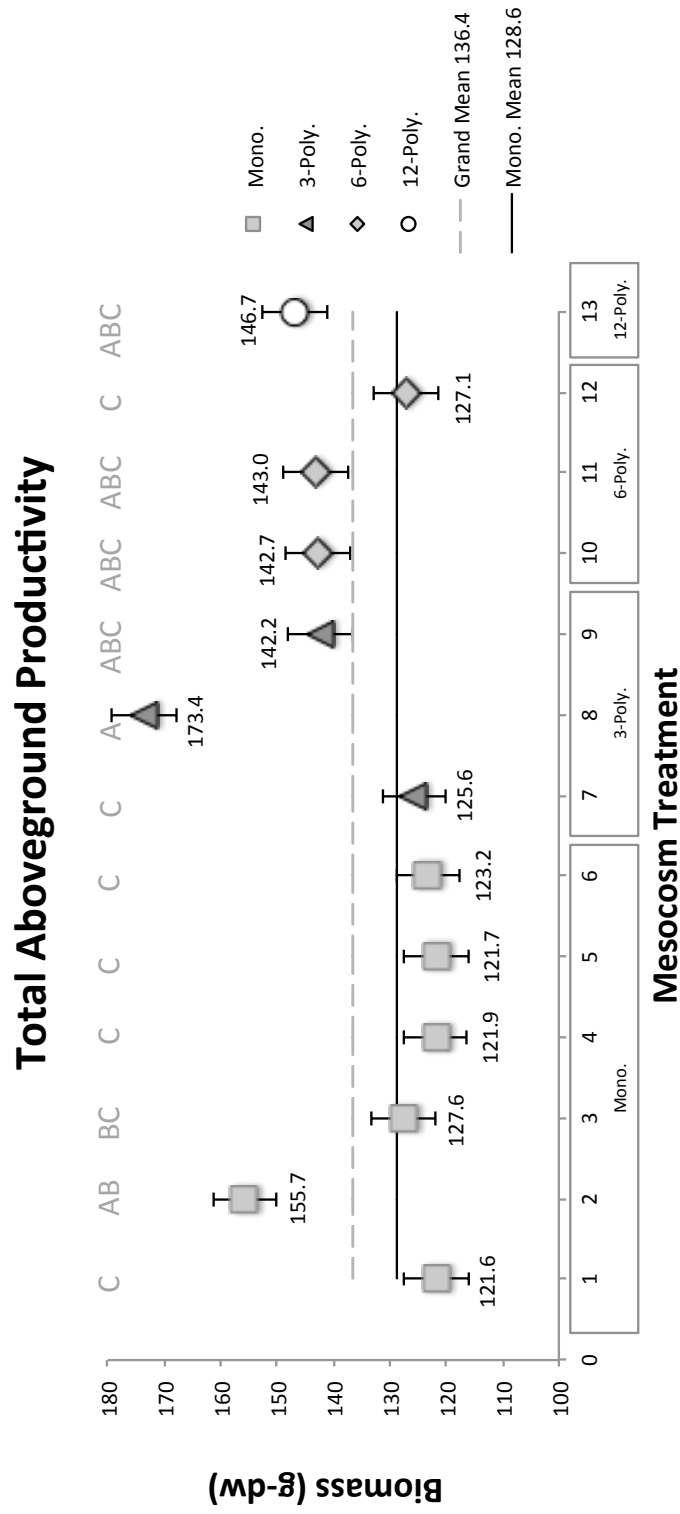 Total Aboveground Productivity
C AB BC C C C C A ABC ABC ABC C ABC
Biomass (g-dw)
180
170
160
150
140
130
120
110
100
121.6
155.7
127.6
121.9
121.7
123.2
125.6
173.4
142.2
142.7
143.0
127.1
146.7
0 1 2 3 4 5 6 7 8 9 10 11 12 13
Mono. 3-Poly. 6-Poly. 12-Poly.
Mesocosm Treatment
Mono.
3-Poly.
6-Poly.
12-Poly.
Grand Mean 136.4
Mono. Mean 128.6